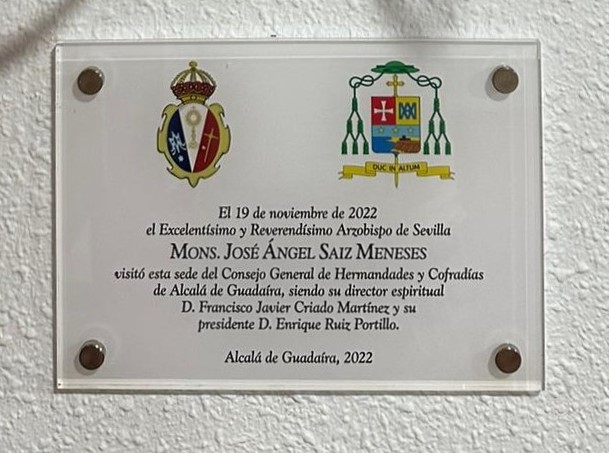 DUC IN ALTUM
El 19 de noviembre de 2022
el Excelentísimo y Reverendísimo Arzobispo de Sevilla
MONS. JOSÉ ÁNGEL SAIZ MENESES
visitó esta sede del Consejo General de Hermandades y Cofradías
de Alcalá de Guadaíra, siendo su director espiritual
D. Francisco Javier Criado Martínez y su
presidente D. Enrique Ruiz Portillo.
Alcalá de Guadaíra, 2022